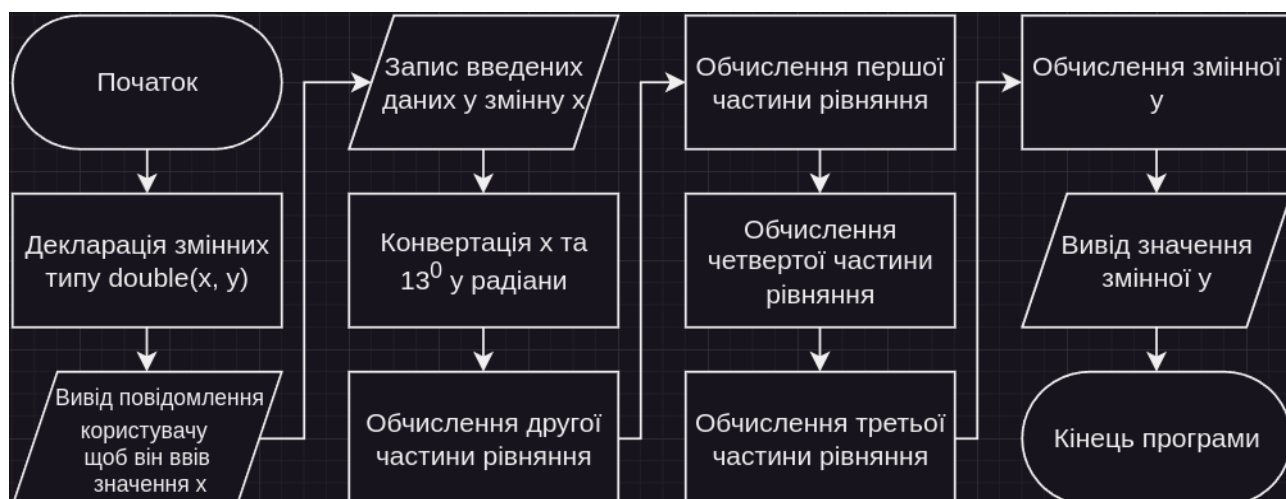 Початок
Декларація змінних
типу double(x, y)
Вивід повідомлення
користувачу
щоб він ввів
значення x
Запис введених
даних у змінну x
Конвертація x та
13⁰ у радіани
Обчислення другої
частини рівняння
Обчислення першої
частини рівняння
Обчислення
четвертої частини
рівняння
Обчислення третьої
частини рівняння
Обчислення змінної
y
Вивід значення
змінної y
Кінець програми